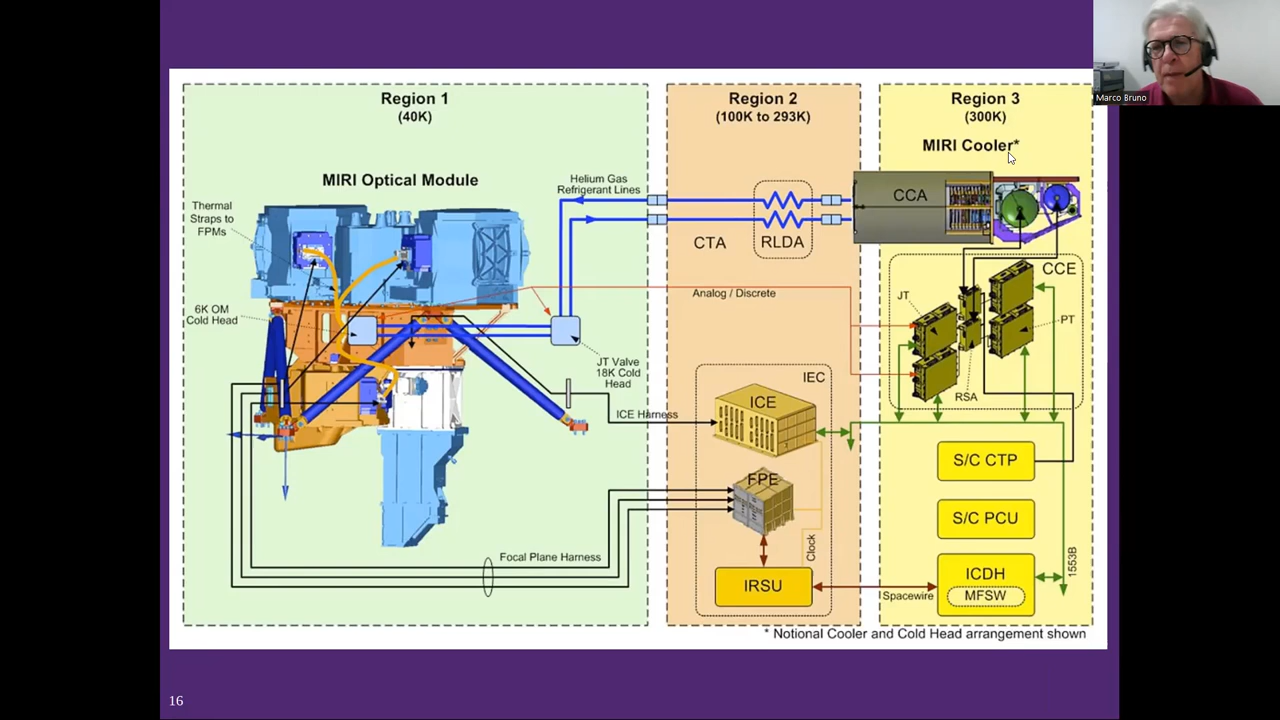 Marco Bruno
Region 1
(40K)
Region 2
(100K to 293K)
Region 3
(300K)
MIRI Cooler*
MIRI Optical Module
Helium Gas
Refrigerant Lines
CCA
Thermal
Straps to
FPMs
CTA
RLDA
CCE
Analog / Discrete
JT
PT
6K OM
Cold Head
JT Valve
18K Cold
Head
RSA
IEC
ICE
ICE Harness
S/C CTP
FPE
S/C PCU
Clock
Focal Plane Harness
1553B
ICDH
IRSU
Spacewire
MFSW
* Notional Cooler and Cold Head arrangement shown
16